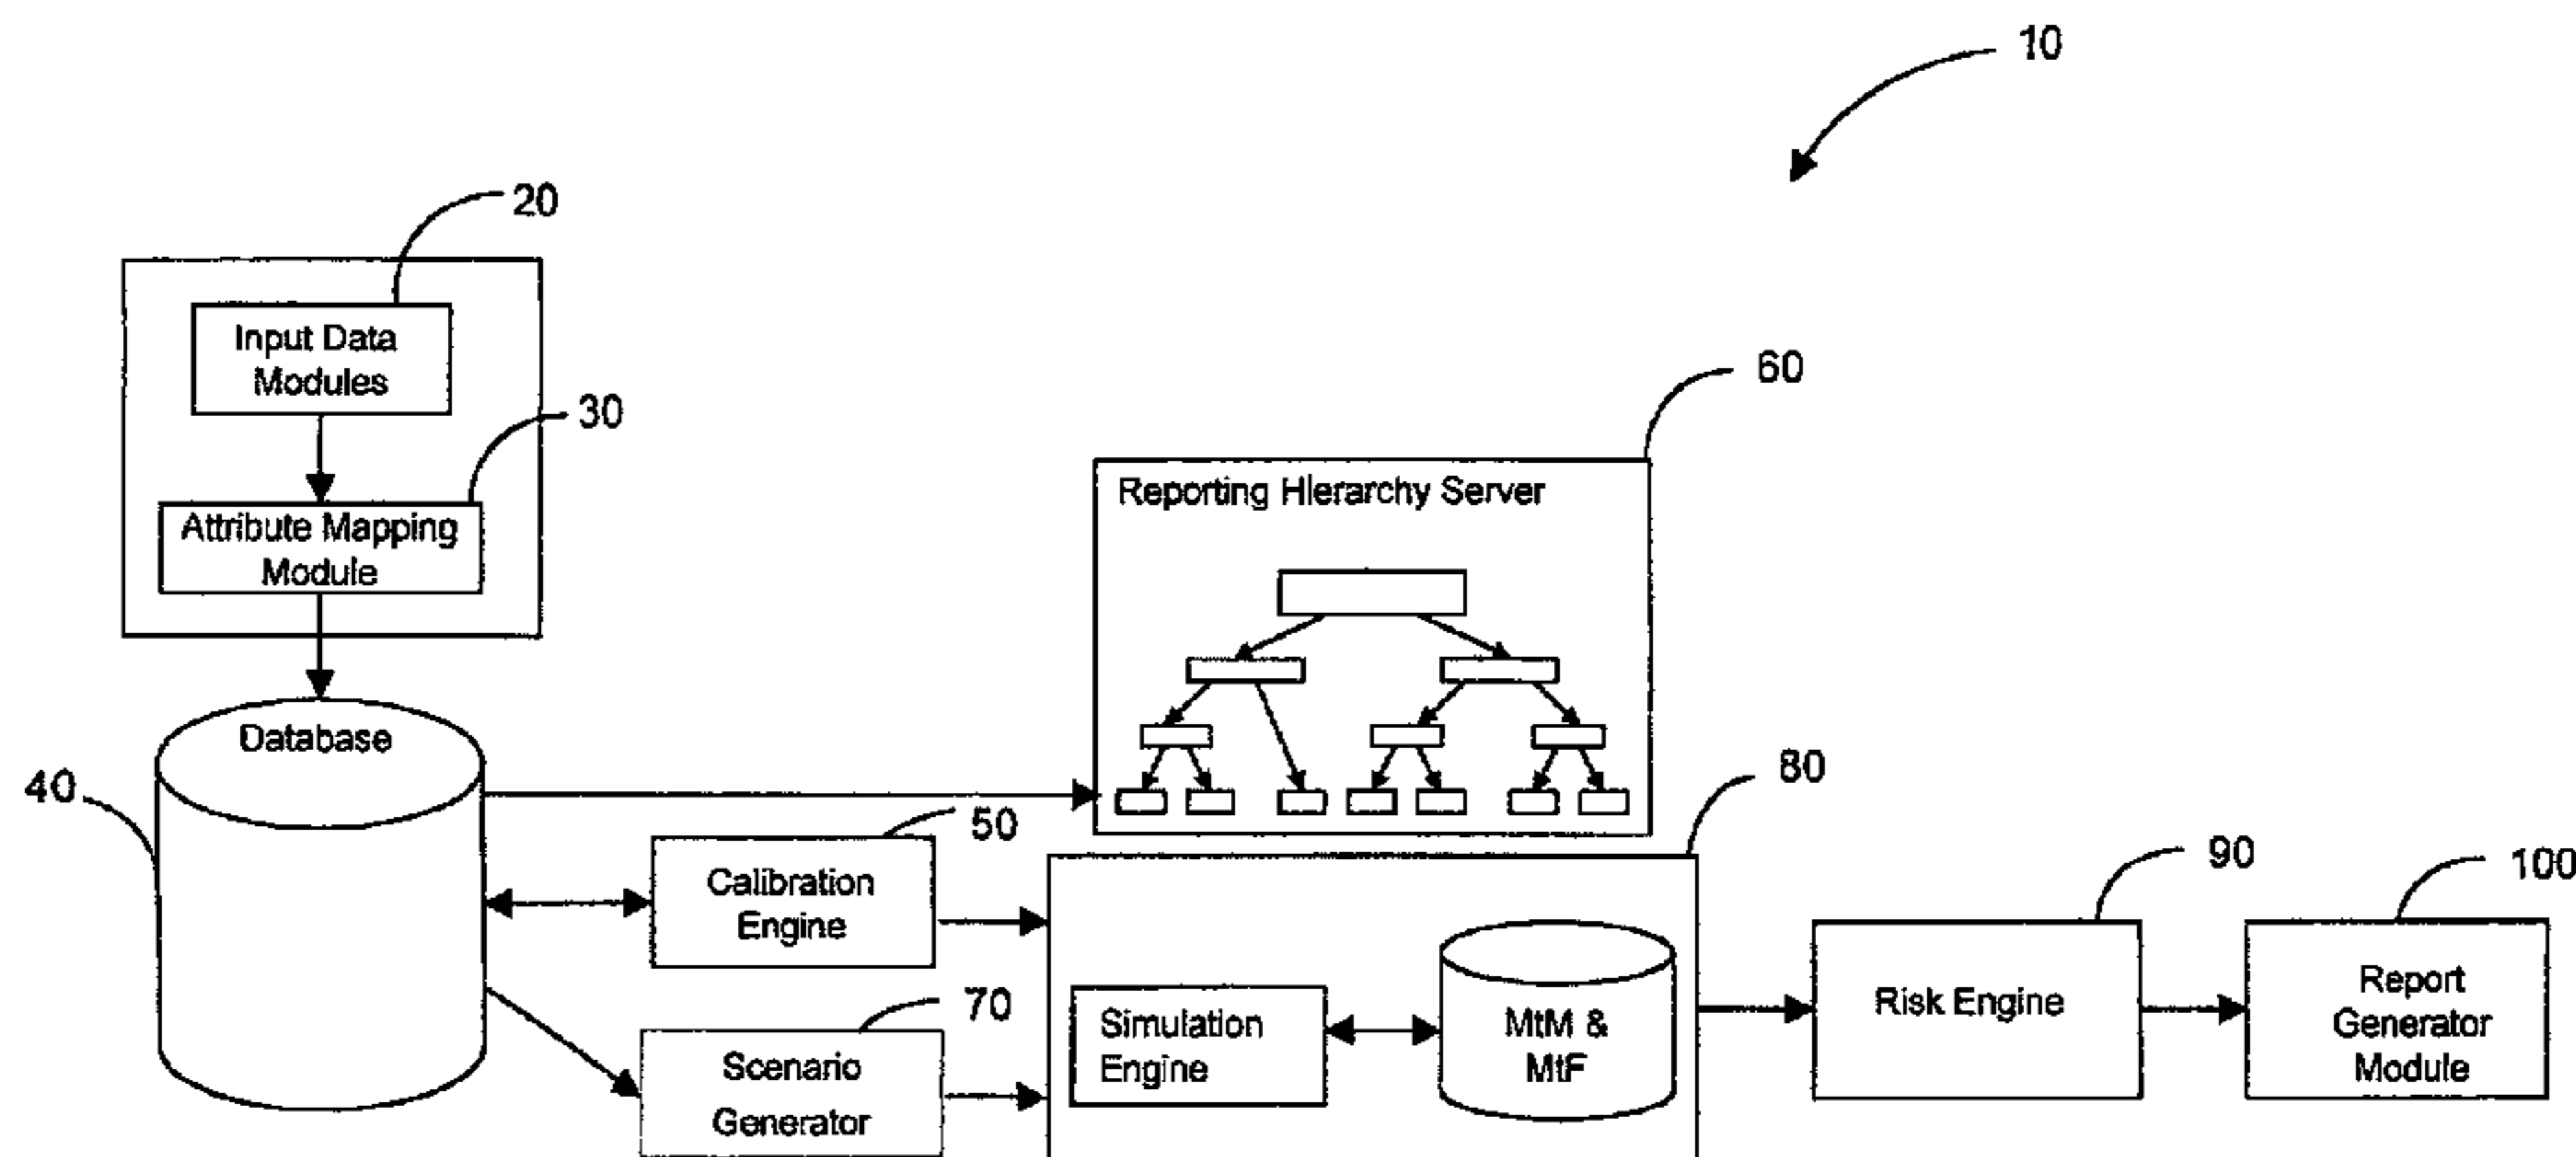 10
20
Input Data
Modules
30
Attribute Mapping
Module
60
Reporting Hierarchy Server
Database
40
50
Calibration
Engine
80
90
100
70
Scenario
Generator
Simulation
Engine
MtM &
MtF
Risk Engine
Report
Generator
Module